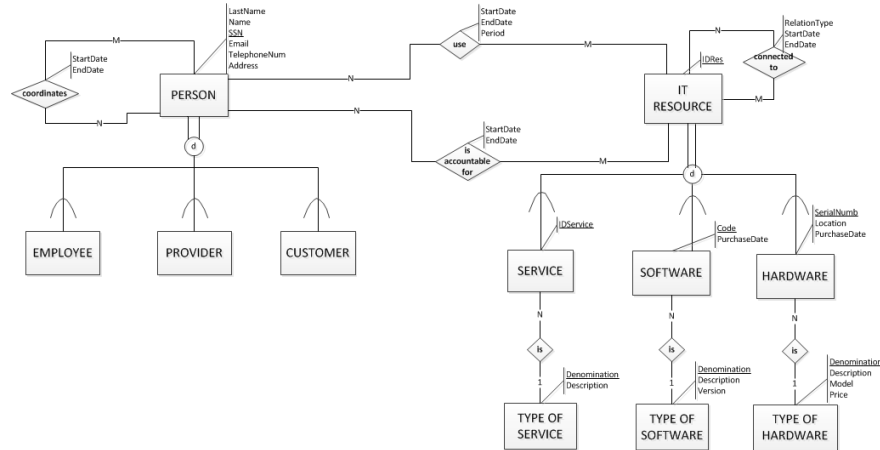 LastName
Name
SSN
Email
TelephoneNum
Address
StartDate
EndDate
Period
RelationType
StartDate
EndDate
M
StartDate
EndDate
use
N
IDRes
connected
to
coordinates
PERSON
N
M
IT
RESOURCE
M
N
N
StartDate
EndDate
d
is
accountable
for
M
d
IDService
Code
PurchaseDate
SerialNumb
Location
PurchaseDate
EMPLOYEE
PROVIDER
CUSTOMER
SERVICE
SOFTWARE
HARDWARE
N
N
N
is
is
is
1
1
1
Denomination
Description
Denomination
Description
Version
Denomination
Description
Model
Price
TYPE OF
SERVICE
TYPE OF
SOFTWARE
TYPE OF
HARDWARE